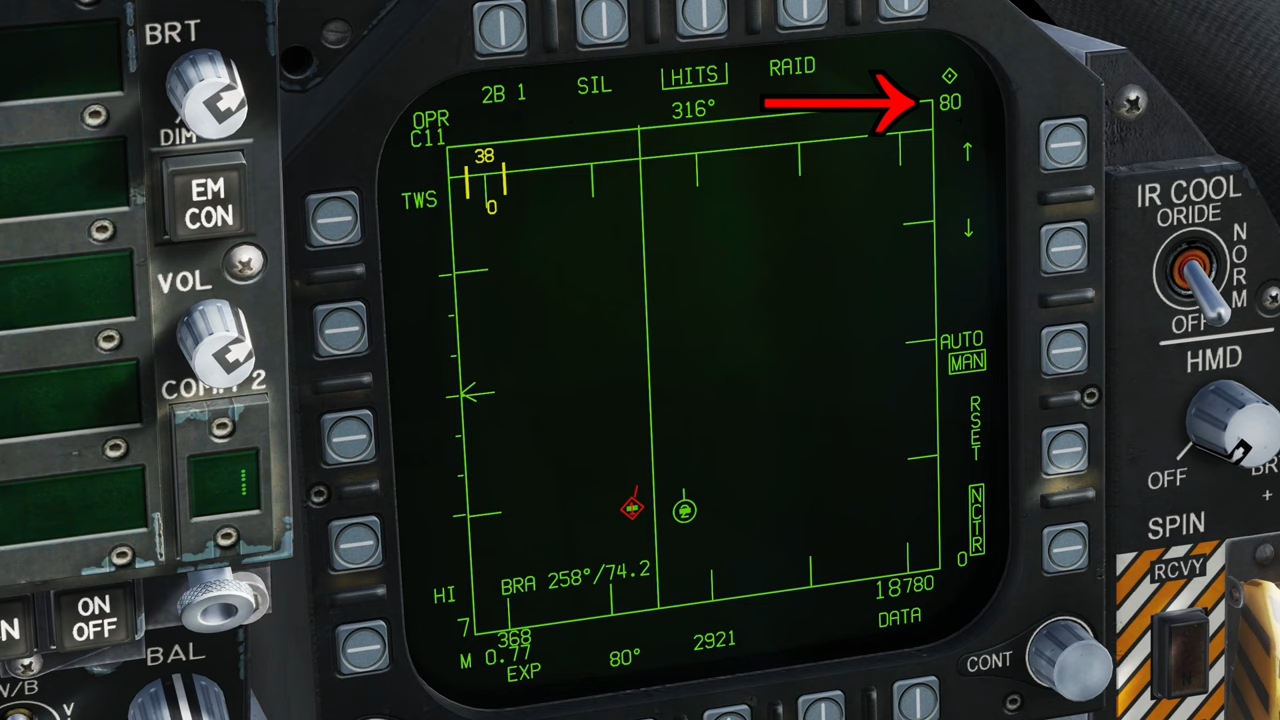 BRT
DIM
EM
CON
VOL
COMM 2
ON
OFF
BAL
2B 1
SIL
HITS
RAID
OPR
C11
316°
80
38
0
TWS
AUTO
MAN
RSET
NCTR
0
HI
BRA 258°/74.2
7
18780
368
M 0.77
EXP
80°
2921
DATA
CONT
IR COOL
ORIDE
NORM
OFF
HMD
OFF
BR
SPIN
RCVY